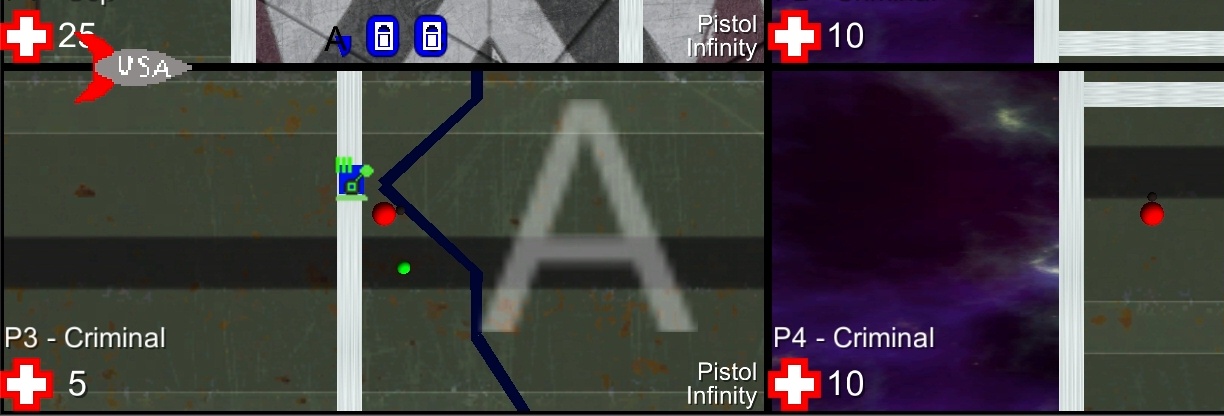 25
A
Pistol
Infinity
10
USA
A
P3 - Criminal
5
Pistol
Infinity
P4 - Criminal
10